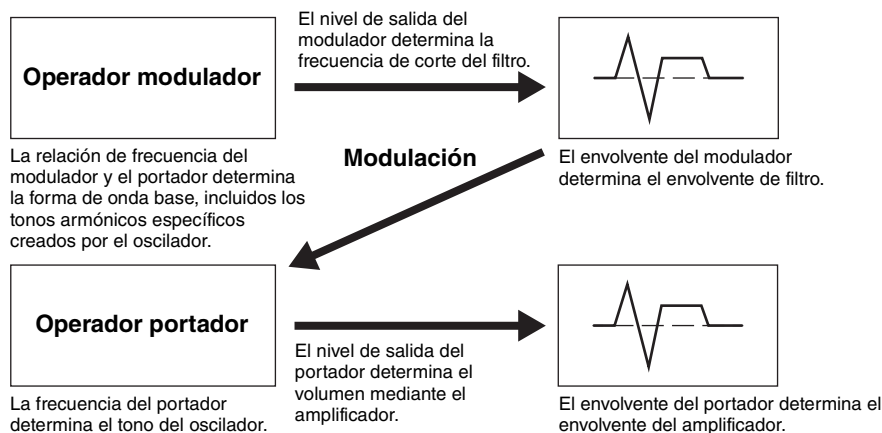 Operador modulador
El nivel de salida del
modulador determina la
frecuencia de corte del filtro.
La relación de frecuencia del
modulador y el portador determina
la forma de onda base, incluidos los
tonos armónicos específicos
creados por el oscilador.
Modulación
El envolvente del modulador
determina el envolvente de filtro.
Operador portador
El nivel de salida del
portador determina el
volumen mediante el
amplificador.
La frecuencia del portador
determina el tono del oscilador.
El envolvente del portador determina el
envolvente del amplificador.